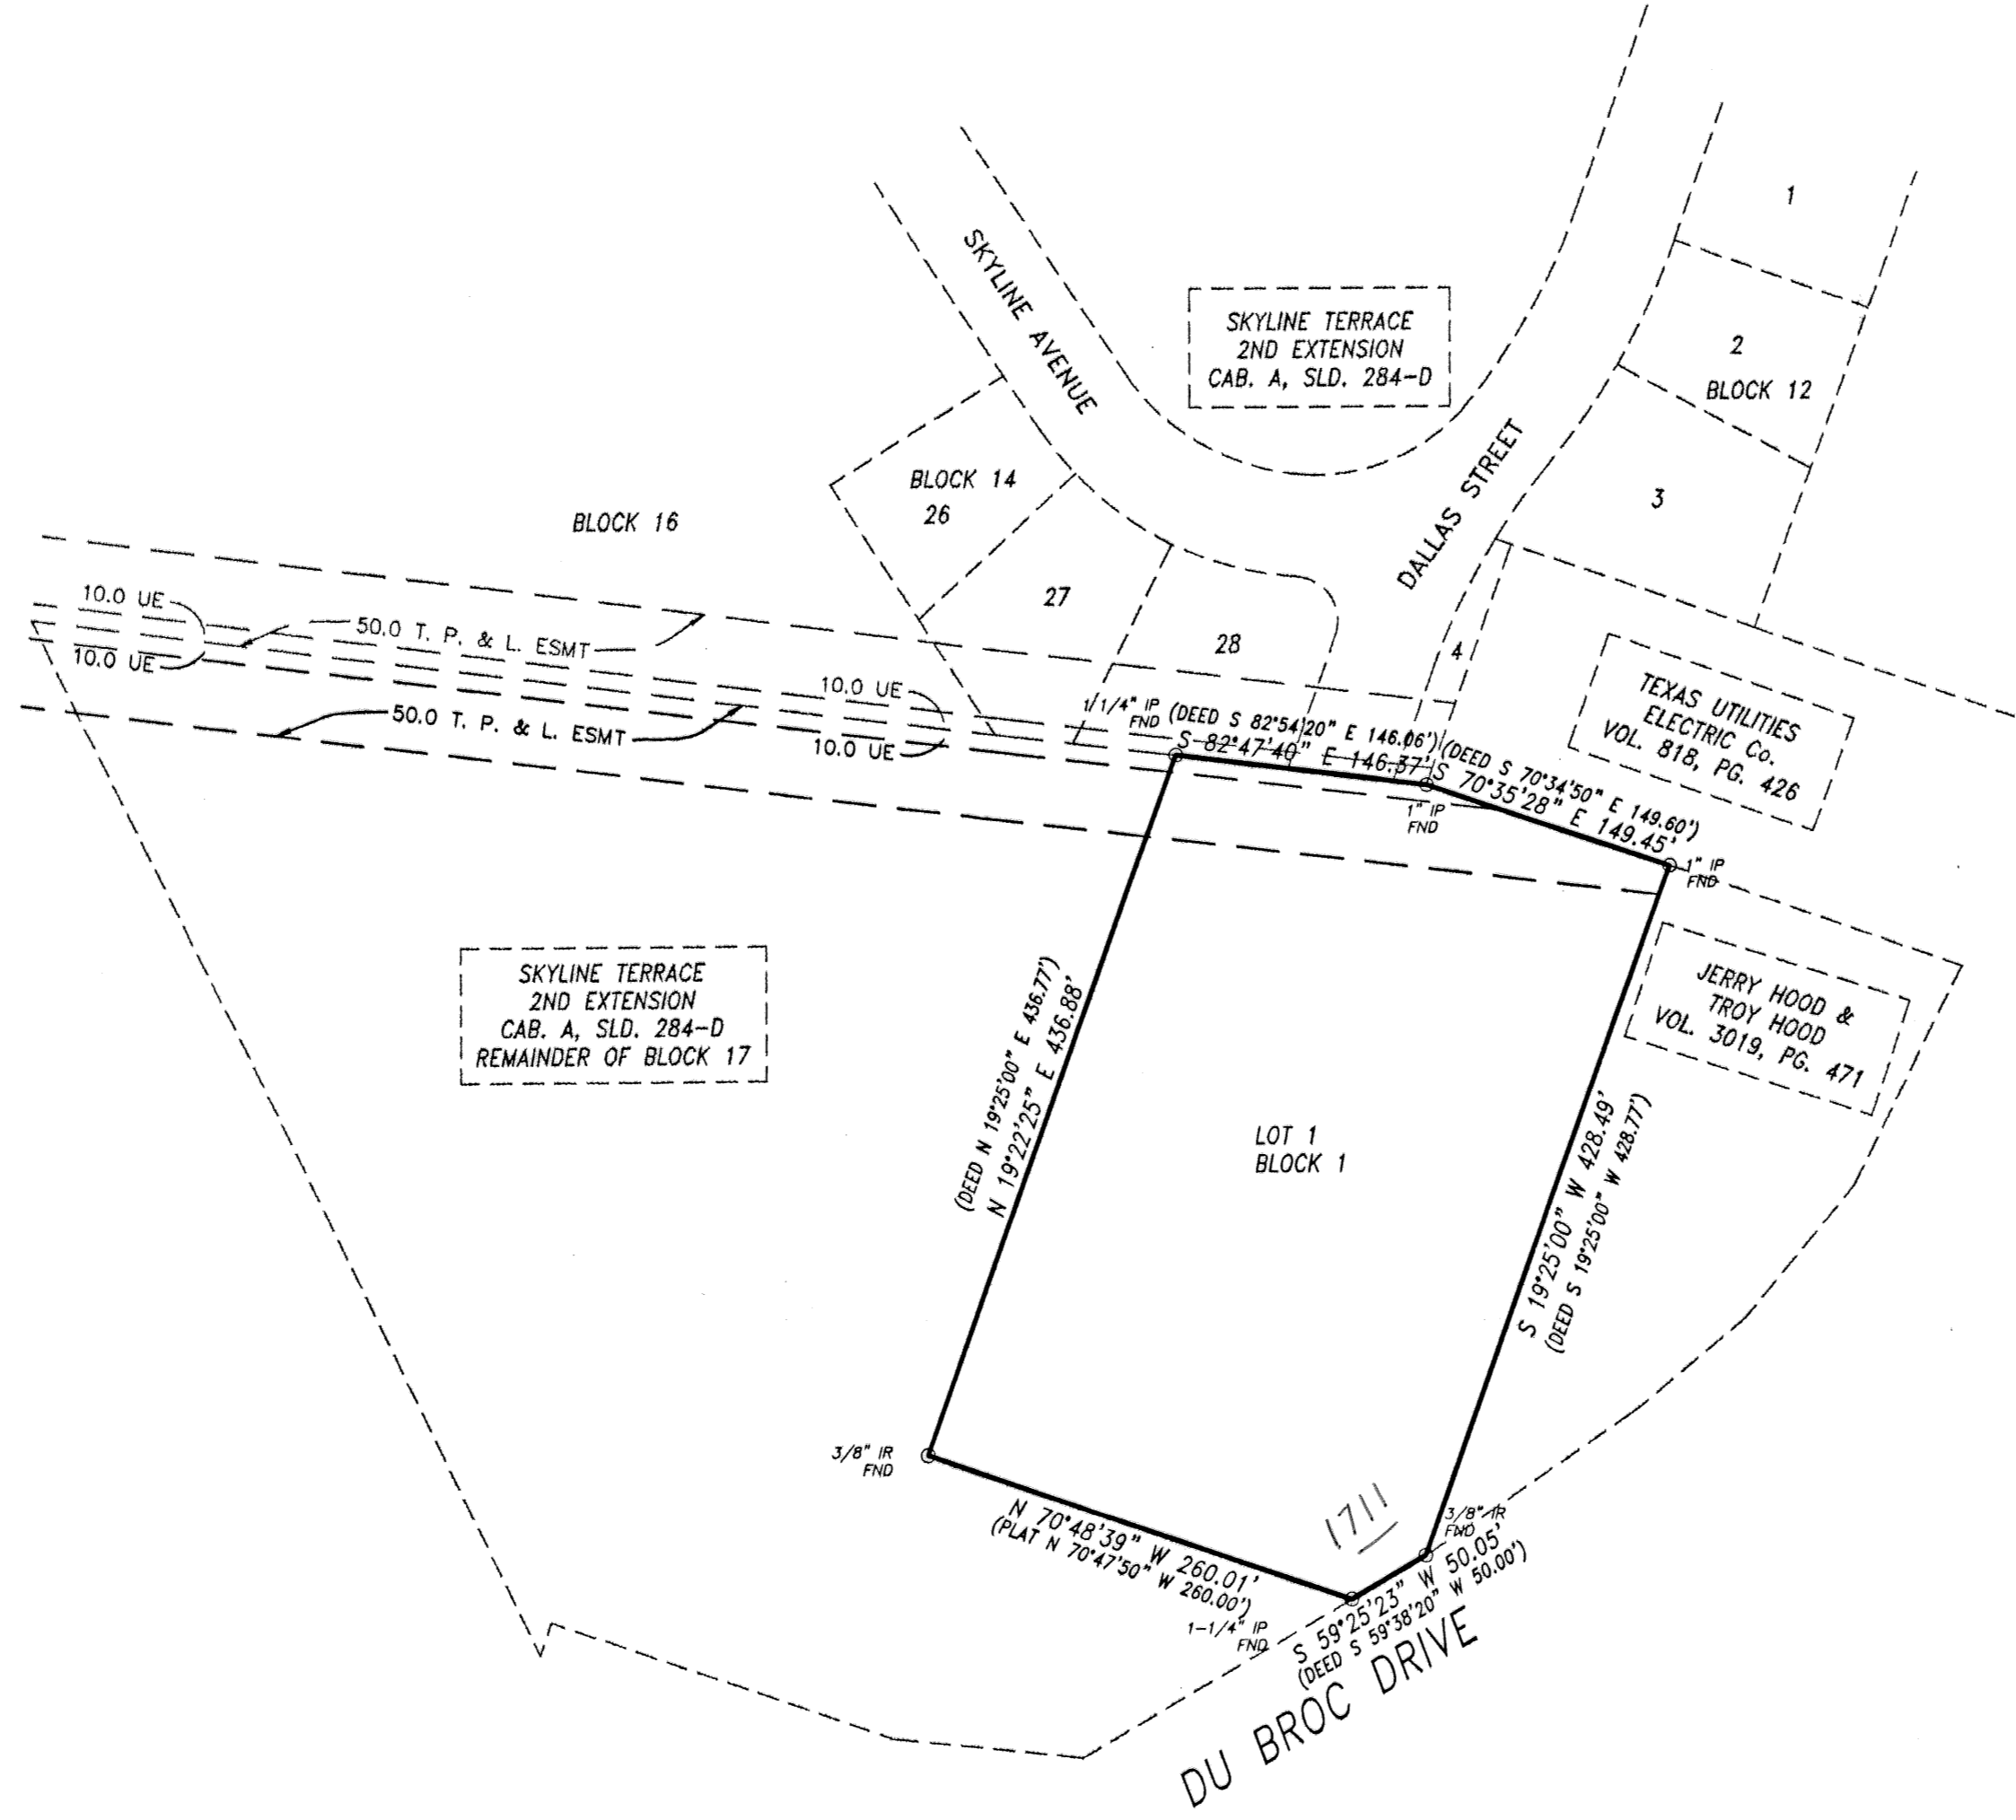 1
SKYLINE AVENUE
SKYLINE TERRACE
2ND EXTENSION
CAB. A, SLD. 284-D
2
BLOCK 12
DALLAS STREET
3
BLOCK 14
26
BLOCK 16
27
28
4
10.0 UE
10.0 UE
50.0 T. P. & L. ESMT
50.0 T. P. & L. ESMT
10.0 UE
10.0 UE
TEXAS UTILITIES
ELECTRIC Co.
VOL. 818, PG. 426
1/1/4" IP
FND
(DEED S 82°54'20" E 146.06')
S 82°47'40" E 146.37'
(DEED S 70°34'50" E 149.60')
S 70°35'28" E 149.45'
1" IP
FND
1" IP
FND
JERRY HOOD &
TROY HOOD
VOL. 3019, PG. 471
SKYLINE TERRACE
2ND EXTENSION
CAB. A, SLD. 284-D
REMAINDER OF BLOCK 17
(DEED N 19°25'00" E 436.77')
N 19°22'25" E 436.88'
LOT 1
BLOCK 1
S 19°25'00" W 428.49'
(DEED S 19°25'00" W 428.77')
3/8" IR
FND
N 70°48'39" W 260.01'
(PLAT N 70°47'50" W 260.00')
1711
3/8" IR
FND
1-1/4" IP
FND
S 59°25'23" W 50.05'
(DEED S 59°38'20" W 50.00')
DU BROC DRIVE